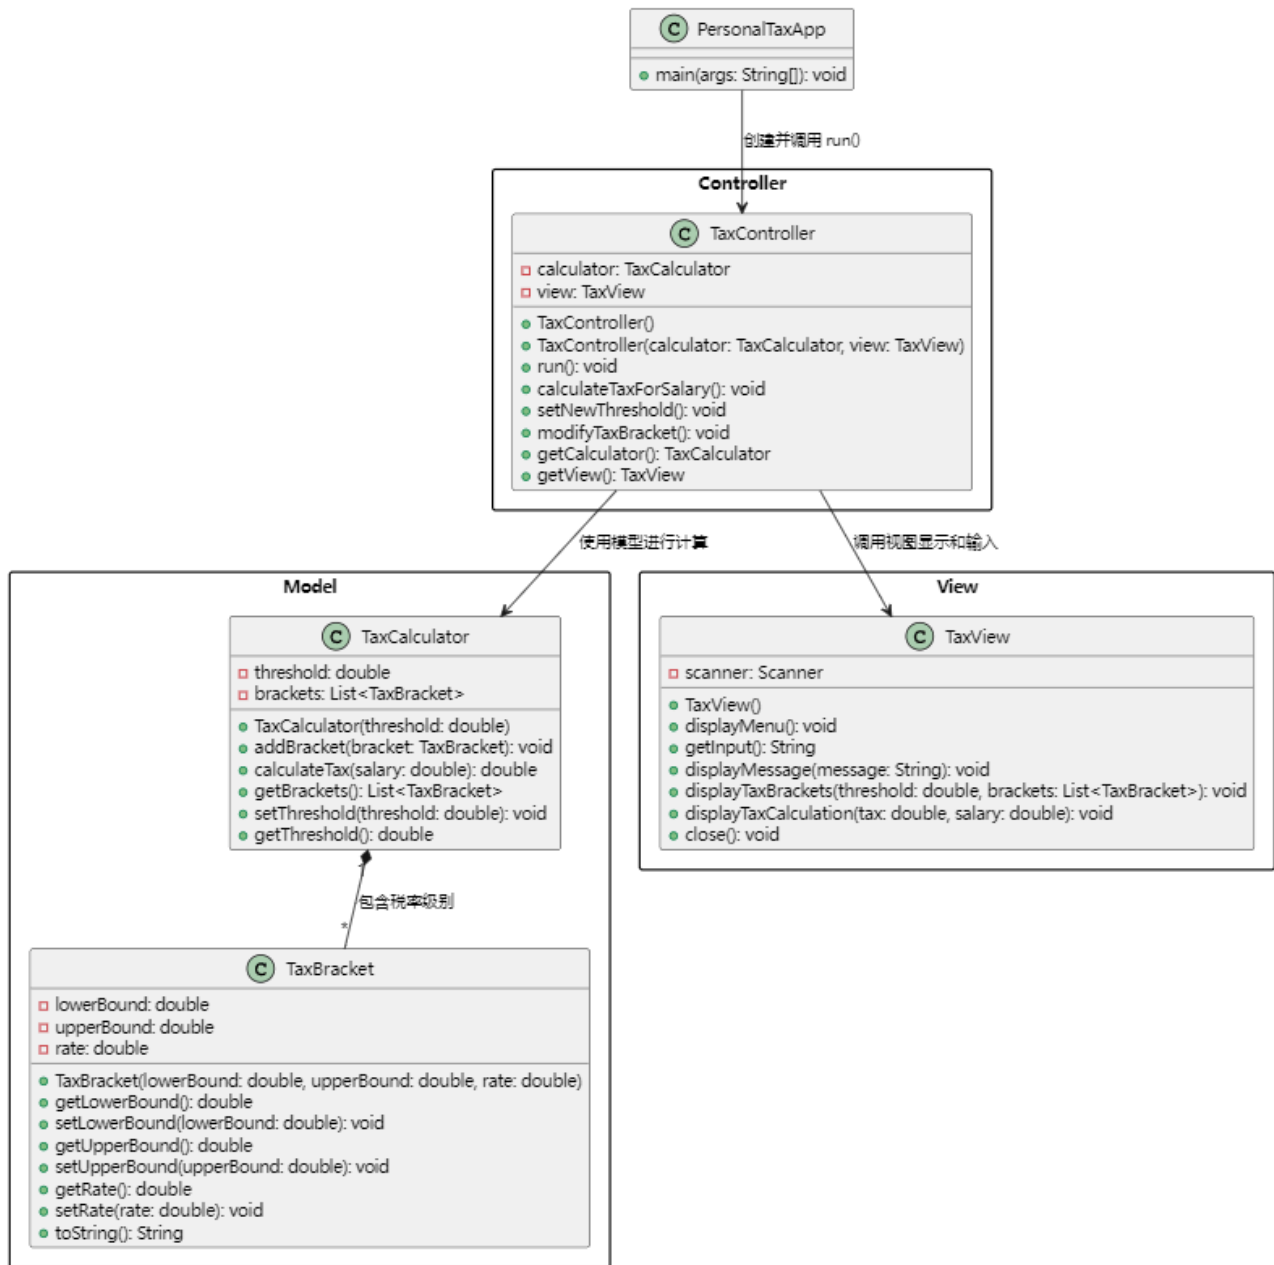 C PersonalTaxApp
main(args: String[]): void
创建并调用 run()
Controller
C TaxController
calculator: TaxCalculator
view: TaxView
TaxController()
TaxController(calculator: TaxCalculator, view: TaxView)
run(): void
calculateTaxForSalary(): void
setNewThreshold(): void
modifyTaxBracket(): void
getCalculator(): TaxCalculator
getView(): TaxView
使用模型进行计算
调用视图显示和输入
Model
C TaxCalculator
threshold: double
brackets: List<TaxBracket>
TaxCalculator(threshold: double)
addBracket(bracket: TaxBracket): void
calculateTax(salary: double): double
getBrackets(): List<TaxBracket>
setThreshold(threshold: double): void
getThreshold(): double
View
C TaxView
scanner: Scanner
TaxView()
displayMenu(): void
getInput(): String
displayMessage(message: String): void
displayTaxBrackets(threshold: double, brackets: List<TaxBracket>): void
displayTaxCalculation(tax: double, salary: double): void
close(): void
包含税率级别
*
C TaxBracket
lowerBound: double
upperBound: double
rate: double
TaxBracket(lowerBound: double, upperBound: double, rate: double)
getLowerBound(): double
setLowerBound(lowerBound: double): void
getUpperBound(): double
setUpperBound(upperBound: double): void
getRate(): double
setRate(rate: double): void
toString(): String